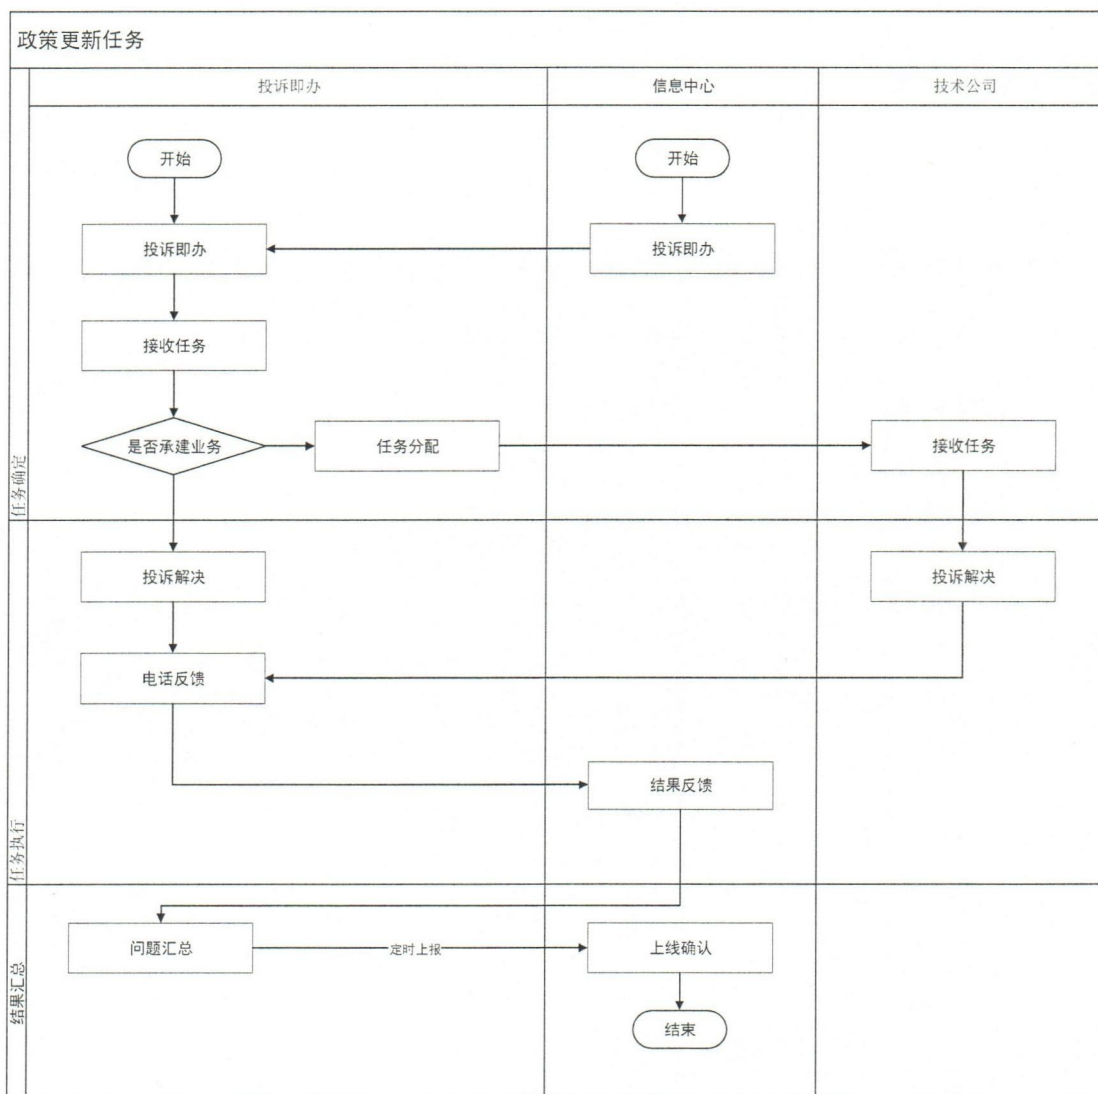 政策更新任务
投诉即办
信息中心
技术公司
开始
开始
投诉即办
投诉即办
接收任务
是否承建业务
任务分配
接收任务
任务确定
投诉解决
投诉解决
电话反馈
结果反馈
任务执行
问题汇总
定时上报
上线确认
结果汇总
结束